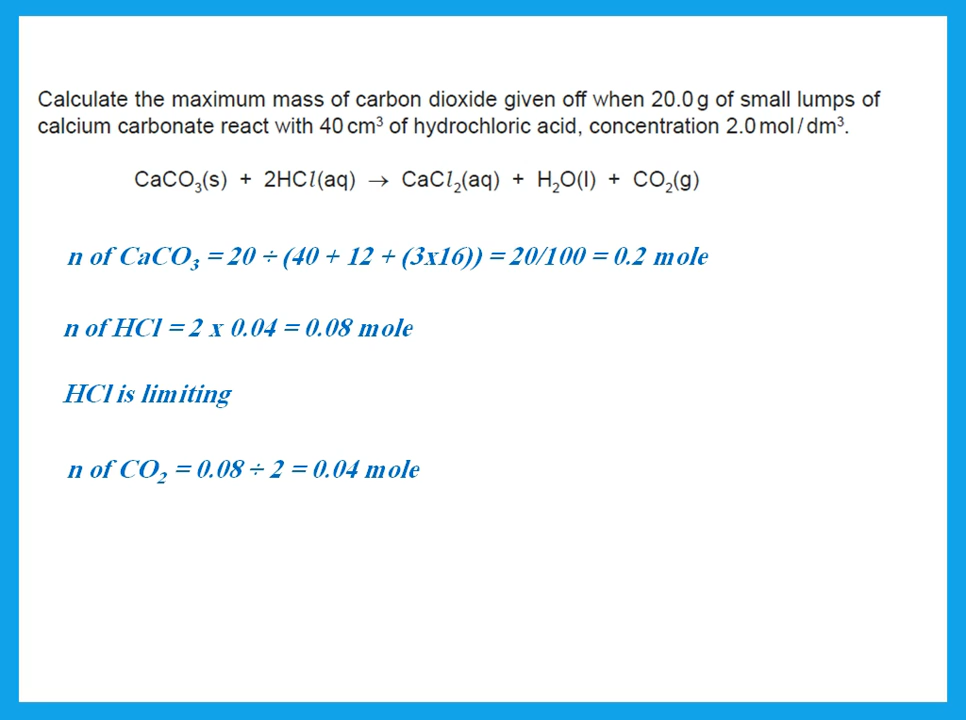 Calculate the maximum mass of carbon dioxide given off when 20.0 g of small lumps of
calcium carbonate react with 40 cm³ of hydrochloric acid, concentration 2.0 mol / dm³.
CaCO₃(s) + 2HCl(aq) → CaCl₂(aq) + H₂O(l) + CO₂(g)
n of CaCO₃ = 20 ÷ (40 + 12 + (3x16)) = 20/100 = 0.2 mole
n of HCl = 2 x 0.04 = 0.08 mole
HCl is limiting
n of CO₂ = 0.08 ÷ 2 = 0.04 mole